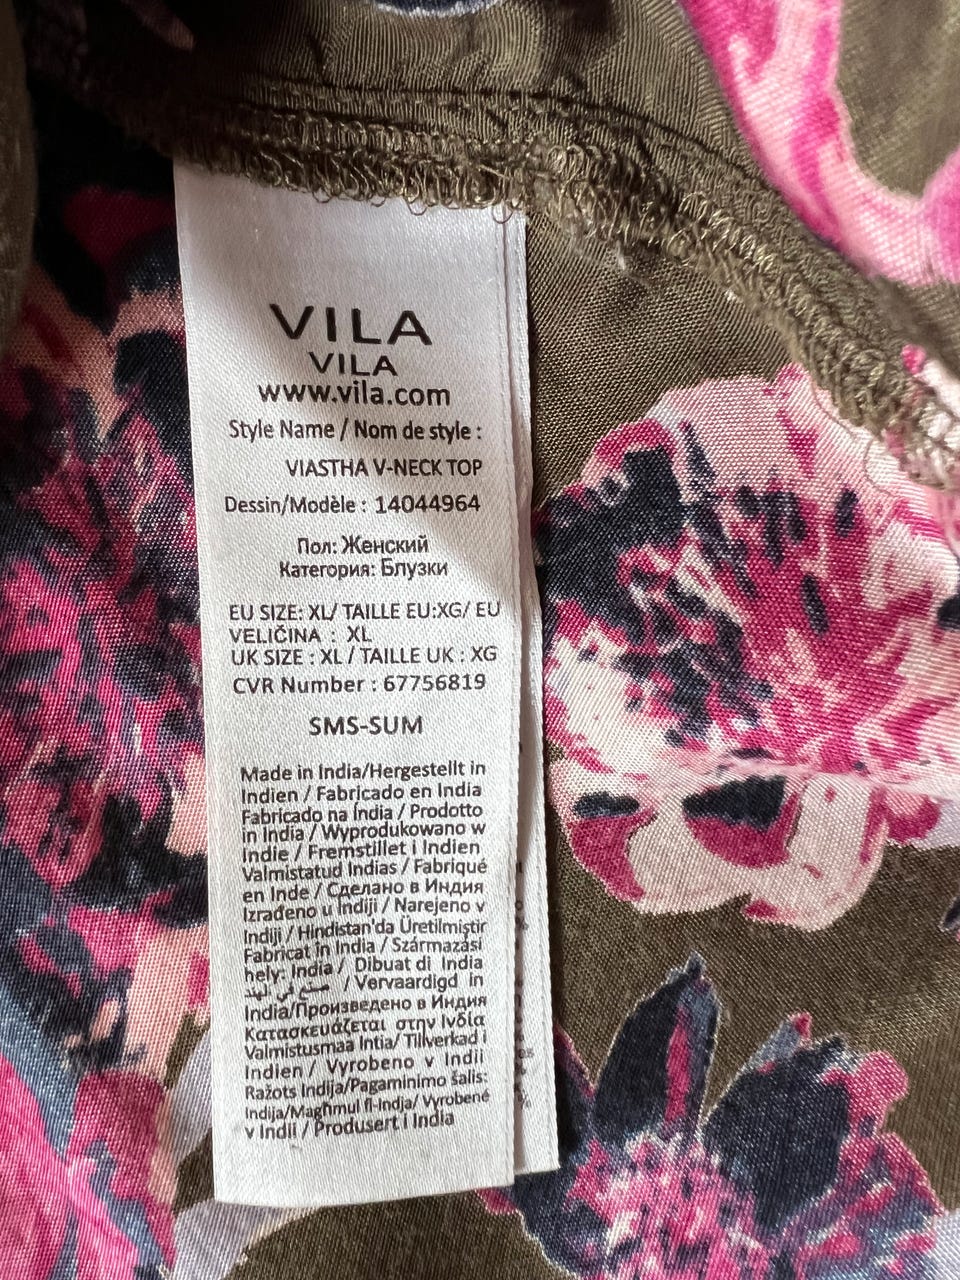 VILA
VILA
www.vila.com
Style Name / Nom de style :
VIASTHA V-NECK TOP
Dessin/Modèle : 14044964
Пол: Женский
Категория: Блузки
EU SIZE: XL/ TAILLE EU:XG/ EU
VELIČINA : XL
UK SIZE : XL / TAILLE UK : XG
CVR Number : 67756819
SMS-SUM
Made in India/Hergestellt in
Indien / Fabricado en India
Fabricado na Índia / Prodotto
in India / Wyprodukowano w
Indie / Fremstillet i Indien
Valmistatud Indias / Fabriqué
en Inde / Сделано в Индия
Izrađeno u Indiji / Narejeno v
Indiji / Hindistan'da Üretilmiştir
Fabricat în India / Származási
hely: India / Dibuat di India
صنع في الهند / Vervaardigd in
India/Произведено в Индия
Κατασκευάζεται στην Ινδία
Valmistusmaa Intia/ Tillverkad i
Indien / Vyrobeno v Indii
Ražots Indija/Pagaminimo šalis:
Indija/Magħmul fl-Indja/ Vyrobené
v Indii / Produsert i India